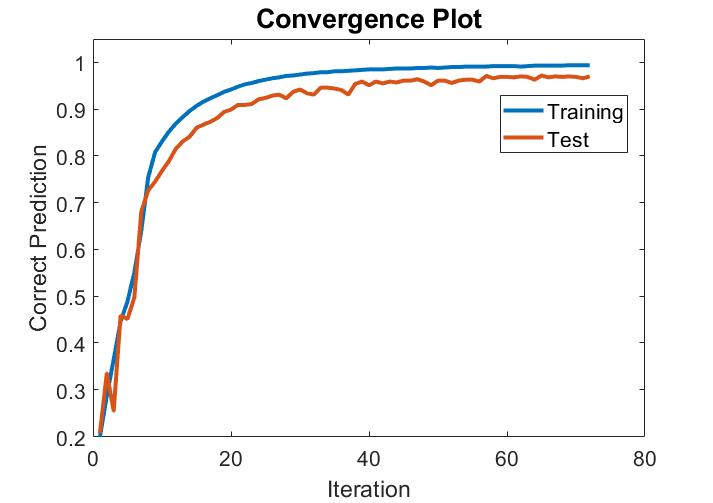 Convergence Plot
Correct Prediction
1
0.9
0.8
0.7
0.6
0.5
0.4
0.3
0.2
Training
Test
0 20 40 60 80
Iteration